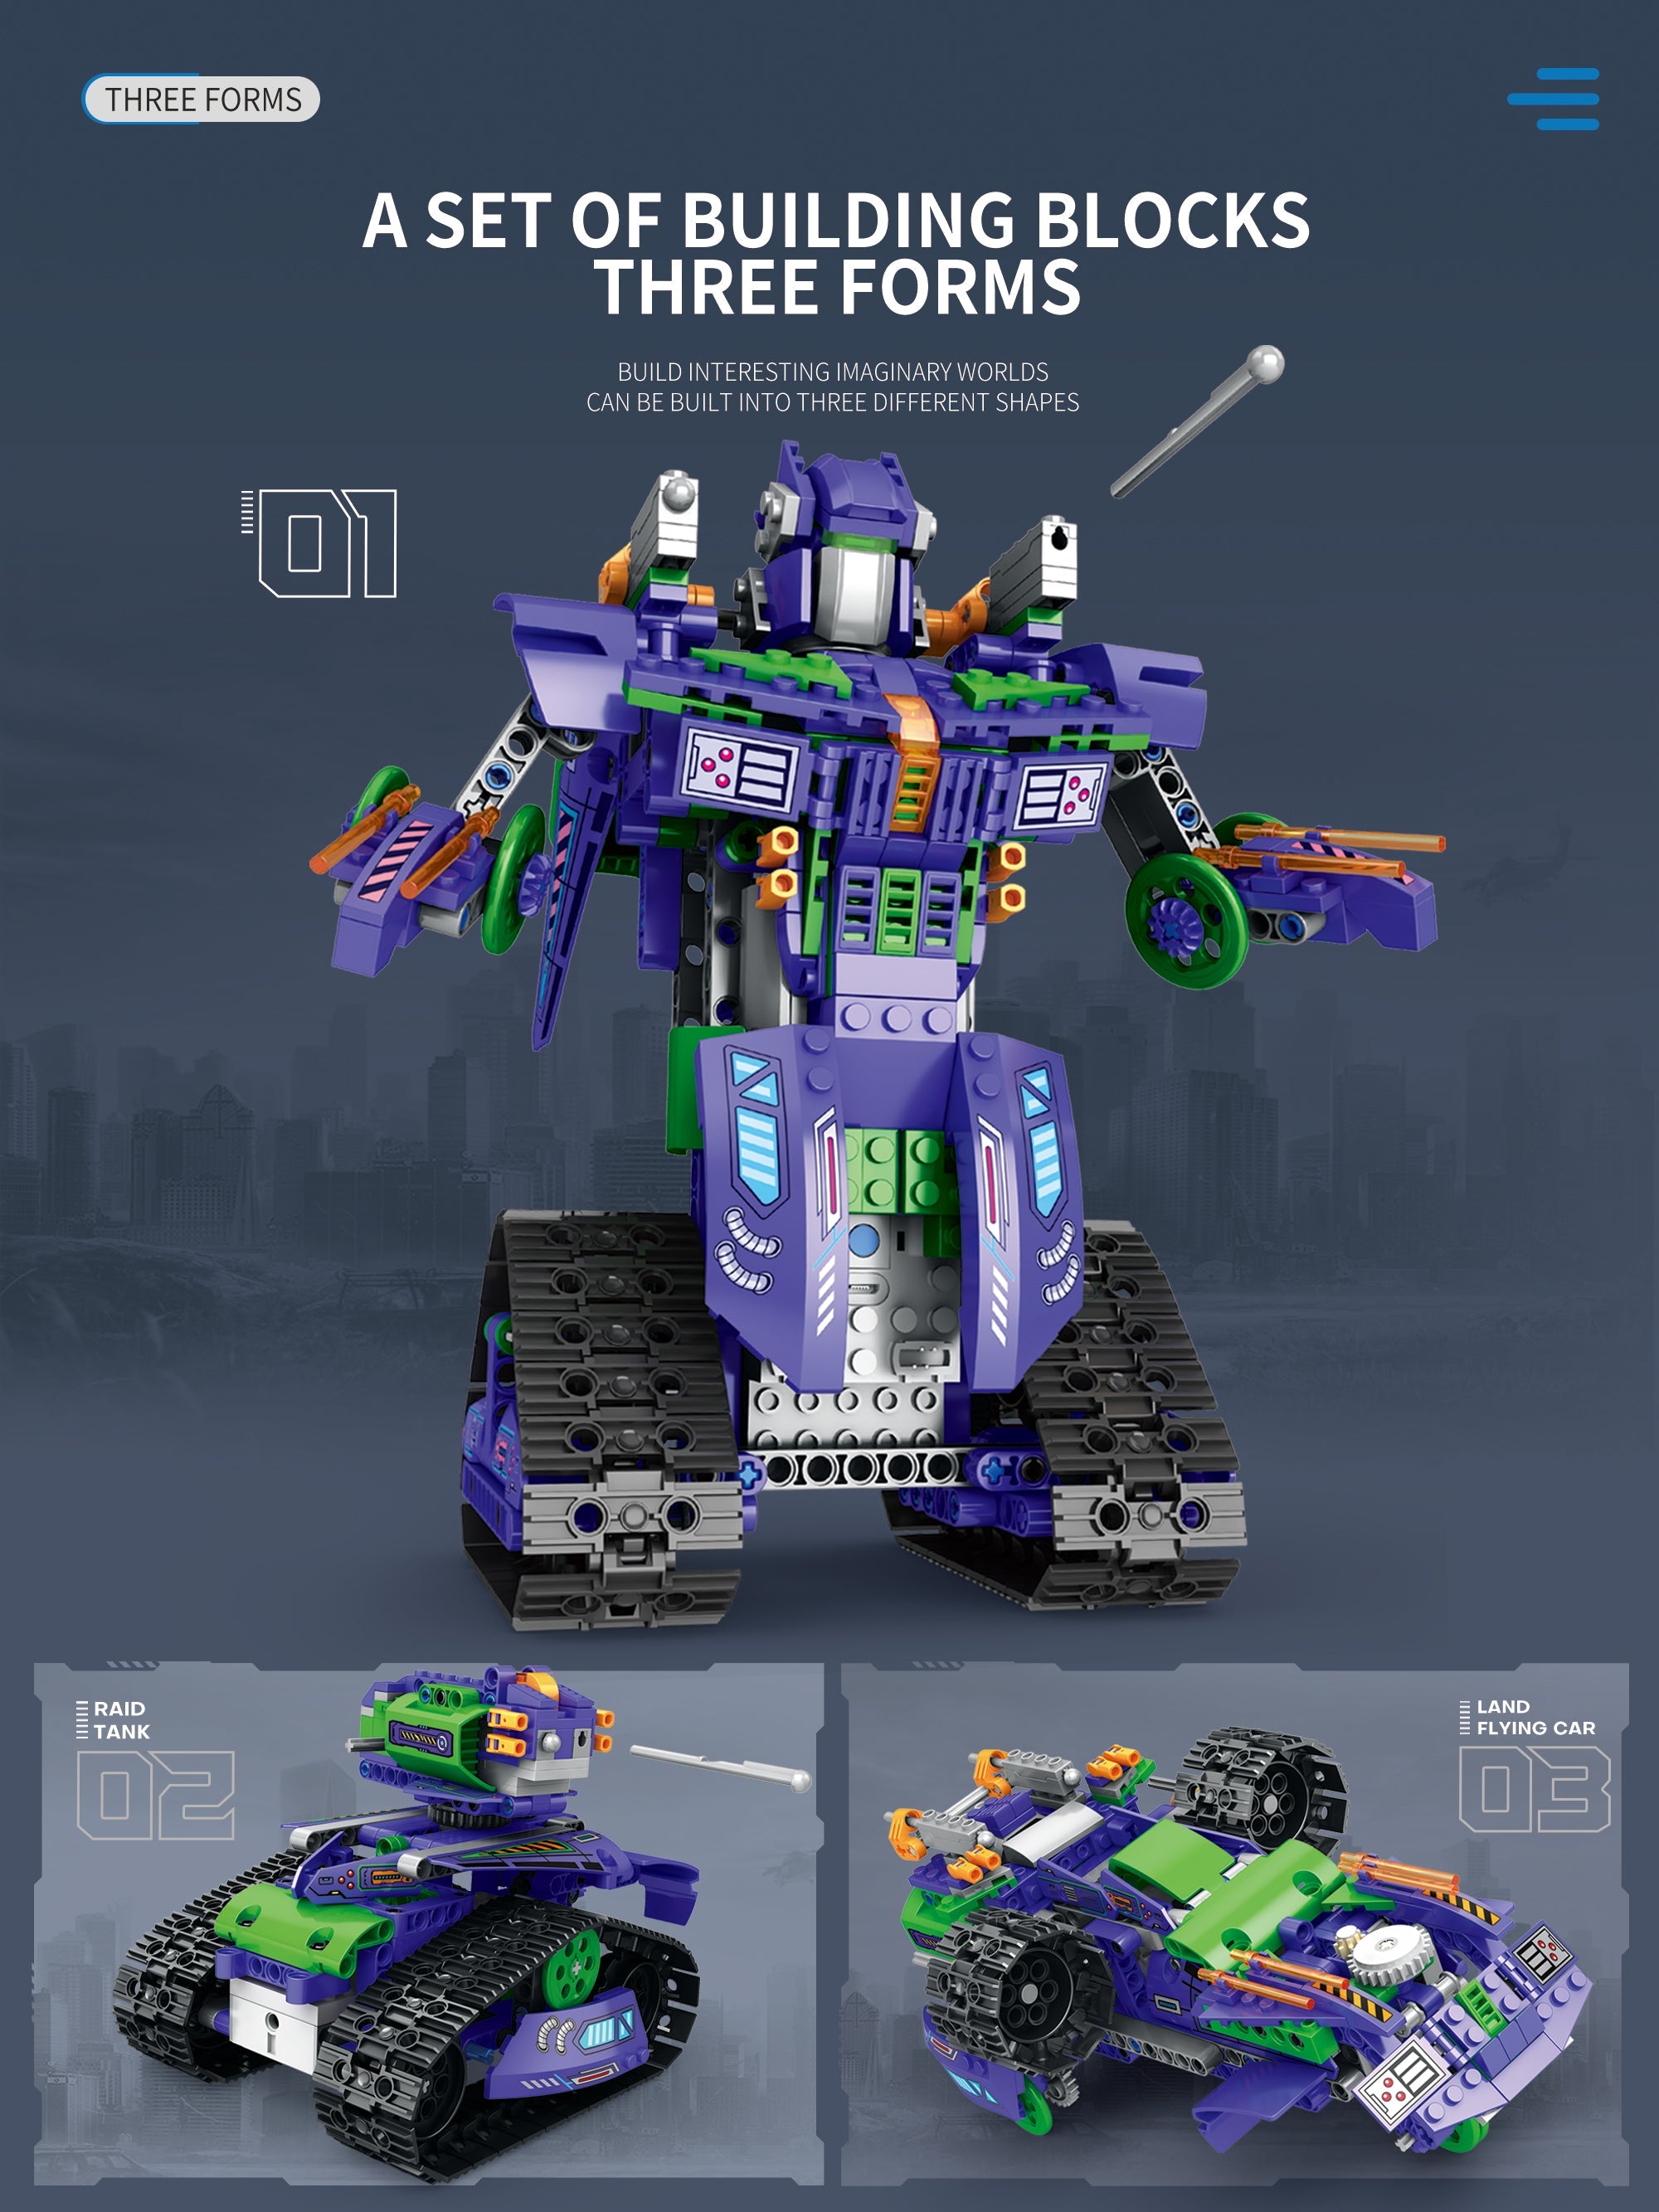 THREE FORMS
A SET OF BUILDING BLOCKS
THREE FORMS
BUILD INTERESTING IMAGINARY WORLDS
CAN BE BUILT INTO THREE DIFFERENT SHAPES
01
RAID
TANK
02
LAND
FLYING CAR
03